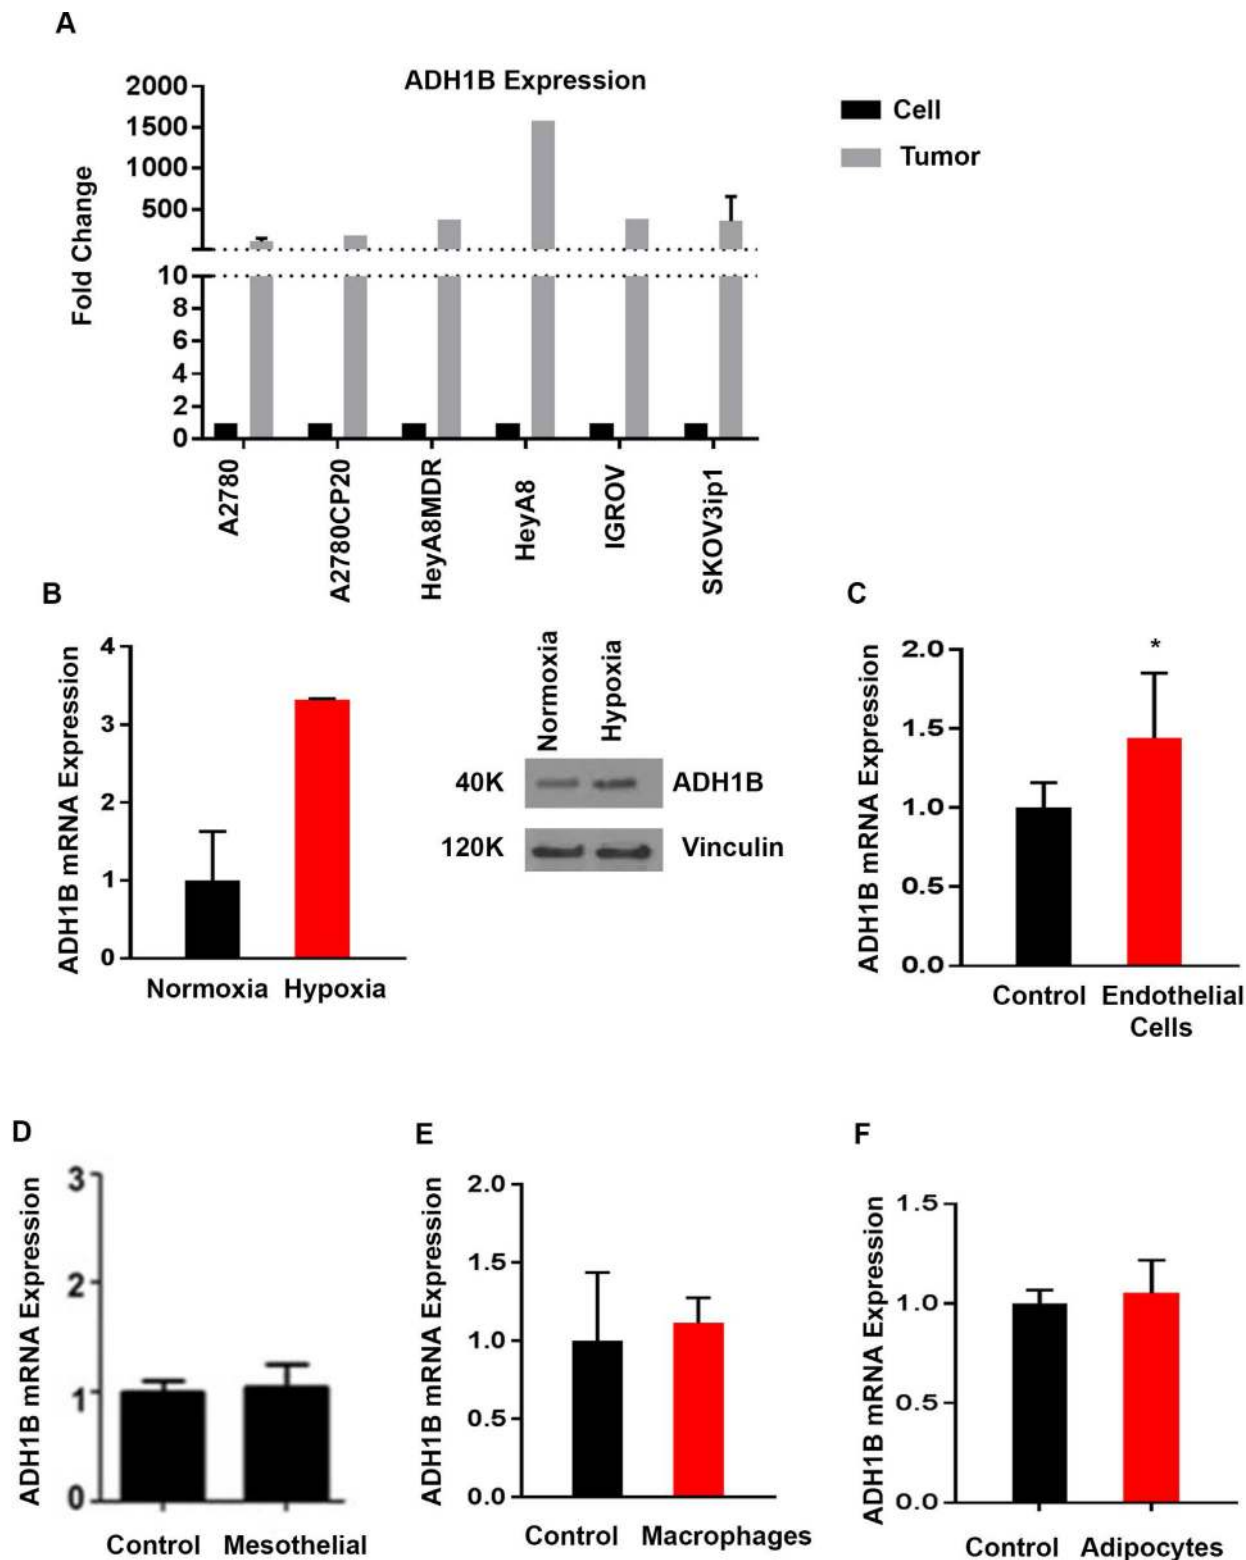 A
ADH1B Expression
Cell
Tumor
Fold Change
2000
1500
1000
500
10
8
6
4
2
0
A2780
A2780CP20
HeyA8MDR
HeyA8
IGROV
SKOV3ip1
B
ADH1B mRNA Expression
4
3
2
1
0
Normoxia Hypoxia
Normoxia
Hypoxia
40K ADH1B
120K Vinculin
C
ADH1B mRNA Expression
2.0
1.5
1.0
0.5
0.0
*
Control Endothelial
Cells
D
ADH1B mRNA Expression
3
2
1
0
Control Mesothelial
E
ADH1B mRNA Expression
2.0
1.5
1.0
0.5
0.0
Control Macrophages
F
ADH1B mRNA Expression
1.5
1.0
0.5
0.0
Control Adipocytes